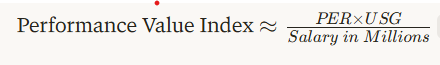 Performance Value Index ≈ PER×USG
Salary in Millions